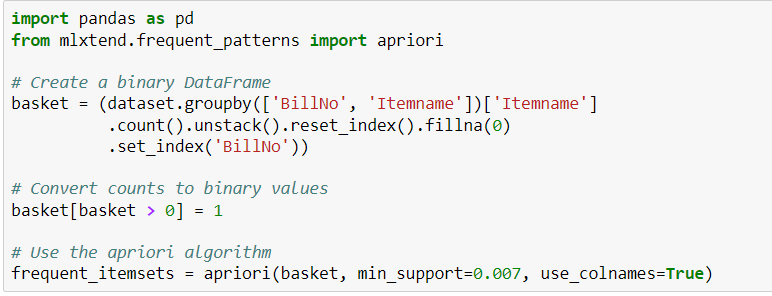 import pandas as pd
from mlxtend.frequent_patterns import apriori
# Create a binary DataFrame
basket = (dataset.groupby(['BillNo', 'Itemname'])['Itemname']
          .count().unstack().reset_index().fillna(0)
          .set_index('BillNo'))
# Convert counts to binary values
basket[basket > 0] = 1
# Use the apriori algorithm
frequent_itemsets = apriori(basket, min_support=0.007, use_colnames=True)